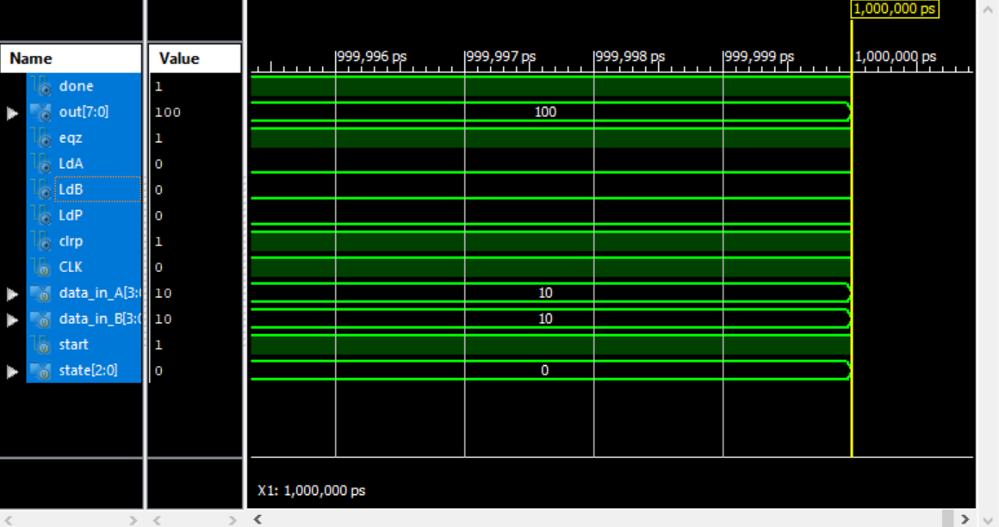 1,000,000 ps
Name Value
999,996 ps 999,997 ps 999,998 ps 999,999 ps 1,000,000 ps
done 1
out[7:0] 100 100
eqz 1
LdA 0
LdB 0
LdP 0
clrp 1
CLK 0
data_in_A[3:0 10 10
data_in_B[3:0 10 10
start 1
state[2:0] 0 0
X1: 1,000,000 ps